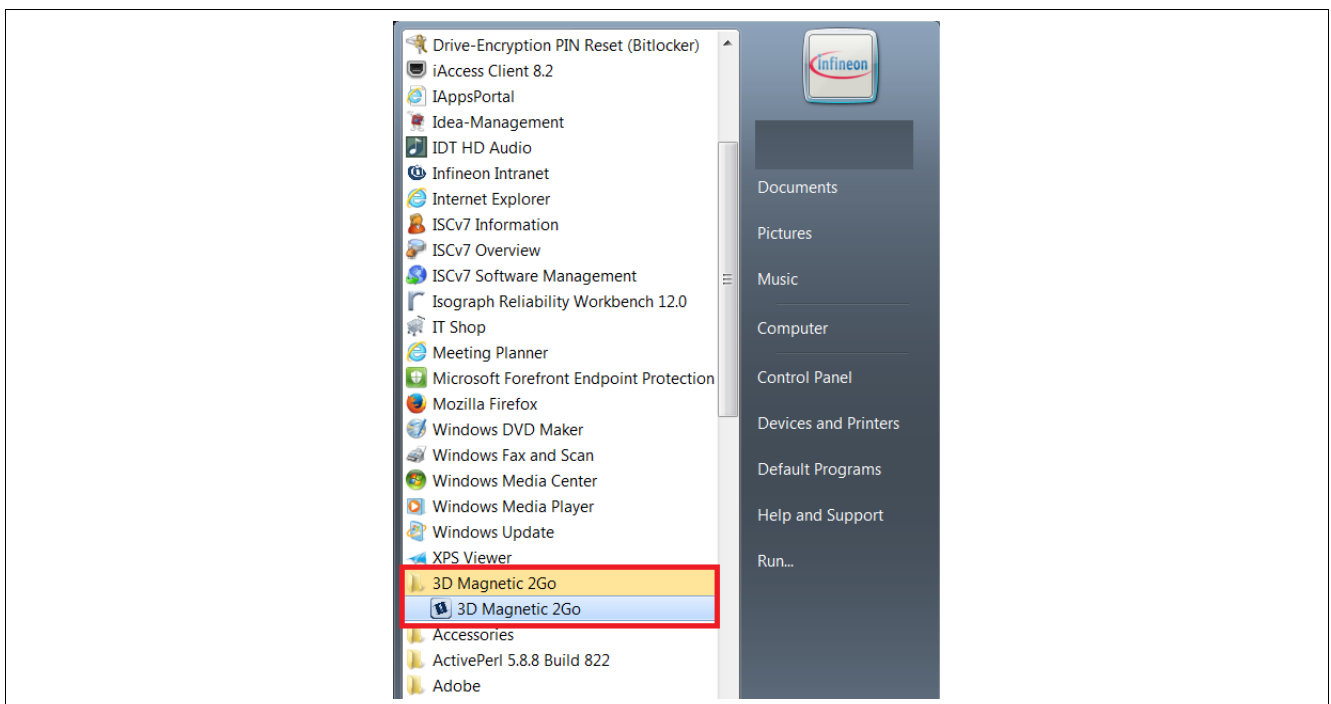 Drive-Encryption PIN Reset (Bitlocker)
iAccess Client 8.2
IAppsPortal
Idea-Management
IDT HD Audio
Infineon Intranet
Internet Explorer
ISCv7 Information
ISCv7 Overview
ISCv7 Software Management
Isograph Reliability Workbench 12.0
IT Shop
Meeting Planner
Microsoft Forefront Endpoint Protection
Mozilla Firefox
Windows DVD Maker
Windows Fax and Scan
Windows Media Center
Windows Media Player
Windows Update
XPS Viewer
3D Magnetic 2Go
3D Magnetic 2Go
Accessories
ActivePerl 5.8.8 Build 822
Adobe
infineon
Documents
Pictures
Music
Computer
Control Panel
Devices and Printers
Default Programs
Help and Support
Run...